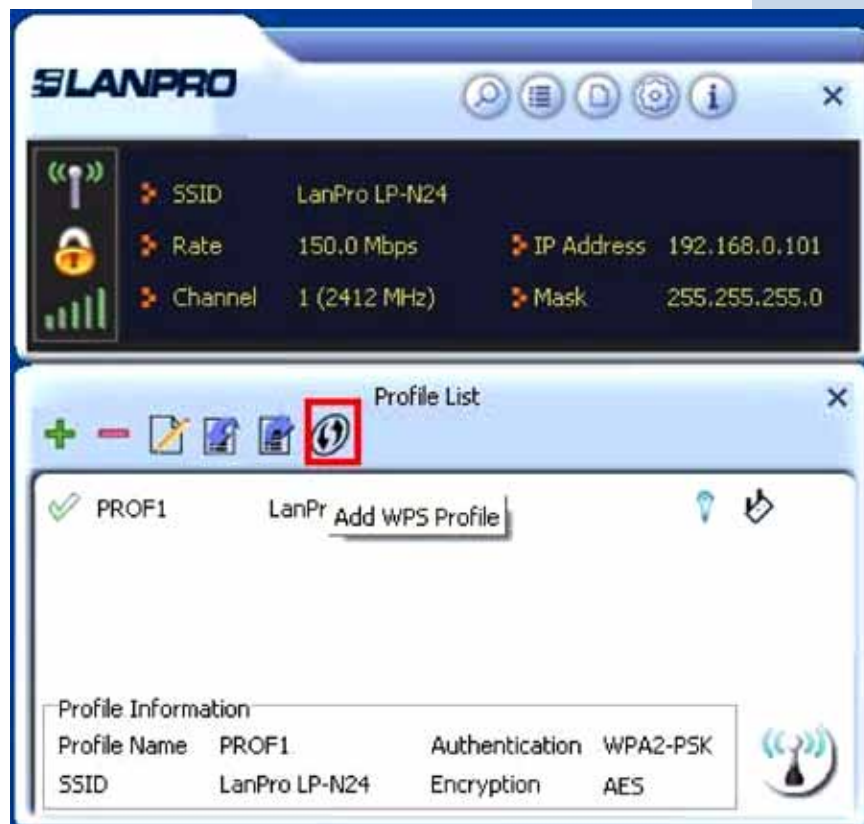 LANPRO
SSID LanPro LP-N24
Rate 150.0 Mbps IP Address 192.168.0.101
Channel 1 (2412 MHz) Mask 255.255.255.0
Profile List
PROF1 LanPr Add WPS Profile
Profile Information
Profile Name PROF1 Authentication WPA2-PSK
SSID LanPro LP-N24 Encryption AES